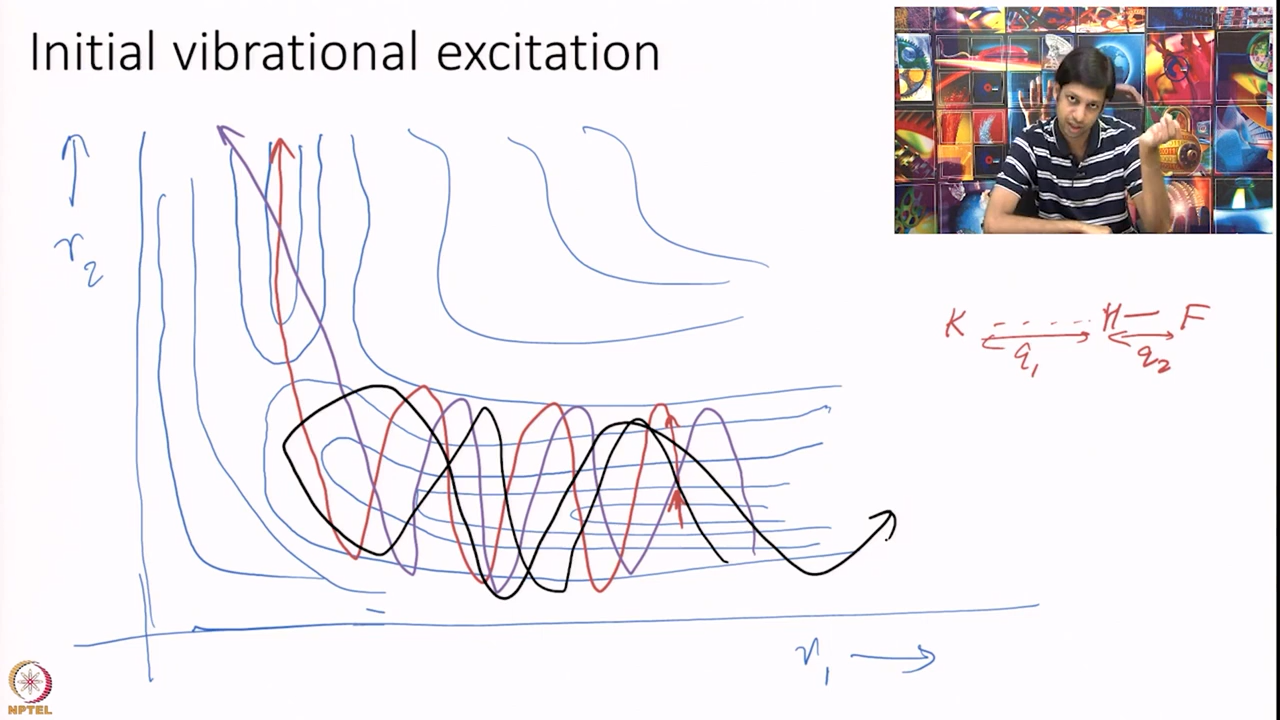 Initial vibrational excitation
r₂
K H F
q₁ q₂
r₁
NPTEL